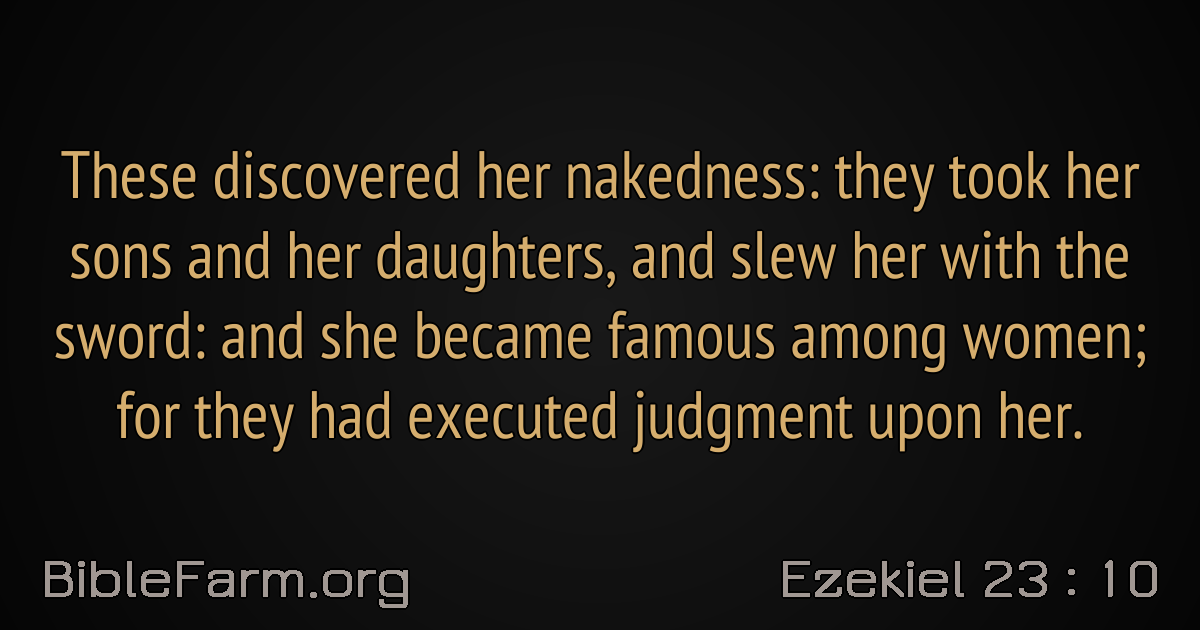 These discovered her nakedness: they took her
sons and her daughters, and slew her with the
sword: and she became famous among women;
for they had executed judgment upon her.
BibleFarm.org
Ezekiel 23 : 10